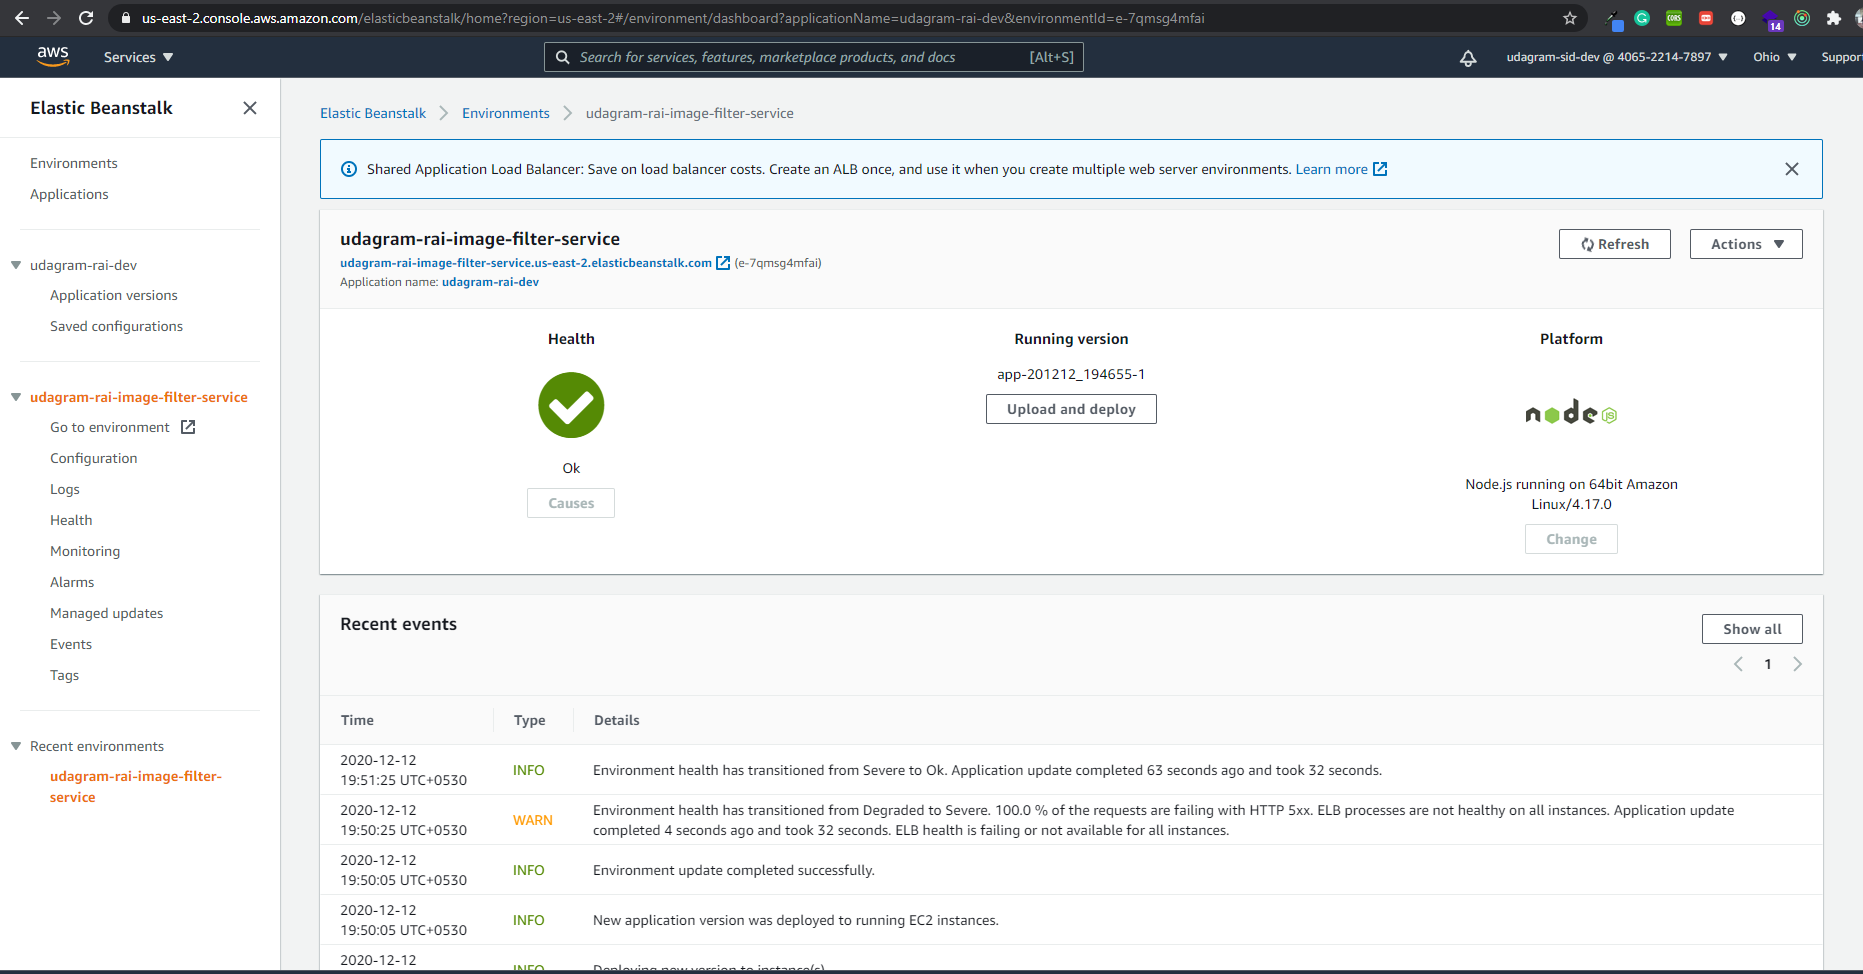 us-east-2.console.aws.amazon.com/elasticbeanstalk/home?region=us-east-2#/environment/dashboard?applicationName=udagram-rai-dev&environmentId=e-7qmsg4mfai
CORS
14
aws
Services
Search for services, features, marketplace products, and docs
[Alt+S]
udagram-sid-dev @ 4065-2214-7897
Ohio
Suppor
Elastic Beanstalk
Environments
Applications
udagram-rai-dev
Application versions
Saved configurations
udagram-rai-image-filter-service
Go to environment
Configuration
Logs
Health
Monitoring
Alarms
Managed updates
Events
Tags
Recent environments
udagram-rai-image-filter-
service
Elastic Beanstalk
Environments
udagram-rai-image-filter-service
Shared Application Load Balancer: Save on load balancer costs. Create an ALB once, and use it when you create multiple web server environments. Learn more
udagram-rai-image-filter-service
Refresh
Actions
udagram-rai-image-filter-service.us-east-2.elasticbeanstalk.com (e-7qmsg4mfai)
Application name: udagram-rai-dev
Health
Ok
Causes
Running version
app-201212_194655-1
Upload and deploy
Platform
node JS
Node.js running on 64bit Amazon
Linux/4.17.0
Change
Recent events
Show all
1
Time Type Details
2020-12-12
19:51:25 UTC+0530
INFO
Environment health has transitioned from Severe to Ok. Application update completed 63 seconds ago and took 32 seconds.
2020-12-12
19:50:25 UTC+0530
WARN
Environment health has transitioned from Degraded to Severe. 100.0 % of the requests are failing with HTTP 5xx. ELB processes are not healthy on all instances. Application update
completed 4 seconds ago and took 32 seconds. ELB health is failing or not available for all instances.
2020-12-12
19:50:05 UTC+0530
INFO
Environment update completed successfully.
2020-12-12
19:50:05 UTC+0530
INFO
New application version was deployed to running EC2 instances.
2020-12-12
INFO
Deploying new version to instance(s).